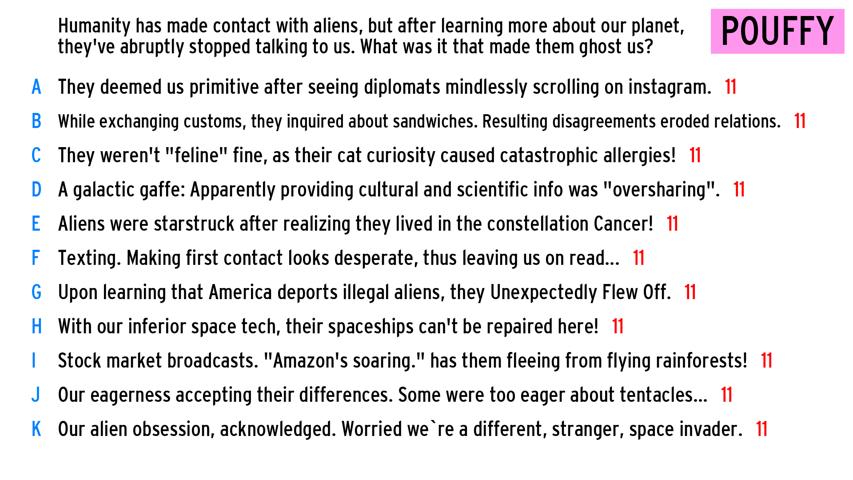 Humanity has made contact with aliens, but after learning more about our planet,
they've abruptly stopped talking to us. What was it that made them ghost us?
POUFFY
A They deemed us primitive after seeing diplomats mindlessly scrolling on instagram. 11
B While exchanging customs, they inquired about sandwiches. Resulting disagreements eroded relations. 11
C They weren't "feline" fine, as their cat curiosity caused catastrophic allergies! 11
D A galactic gaffe: Apparently providing cultural and scientific info was "oversharing". 11
E Aliens were starstruck after realizing they lived in the constellation Cancer! 11
F Texting. Making first contact looks desperate, thus leaving us on read... 11
G Upon learning that America deports illegal aliens, they Unexpectedly Flew Off. 11
H With our inferior space tech, their spaceships can't be repaired here! 11
I Stock market broadcasts. "Amazon's soaring." has them fleeing from flying rainforests! 11
J Our eagerness accepting their differences. Some were too eager about tentacles... 11
K Our alien obsession, acknowledged. Worried we`re a different, stranger, space invader. 11